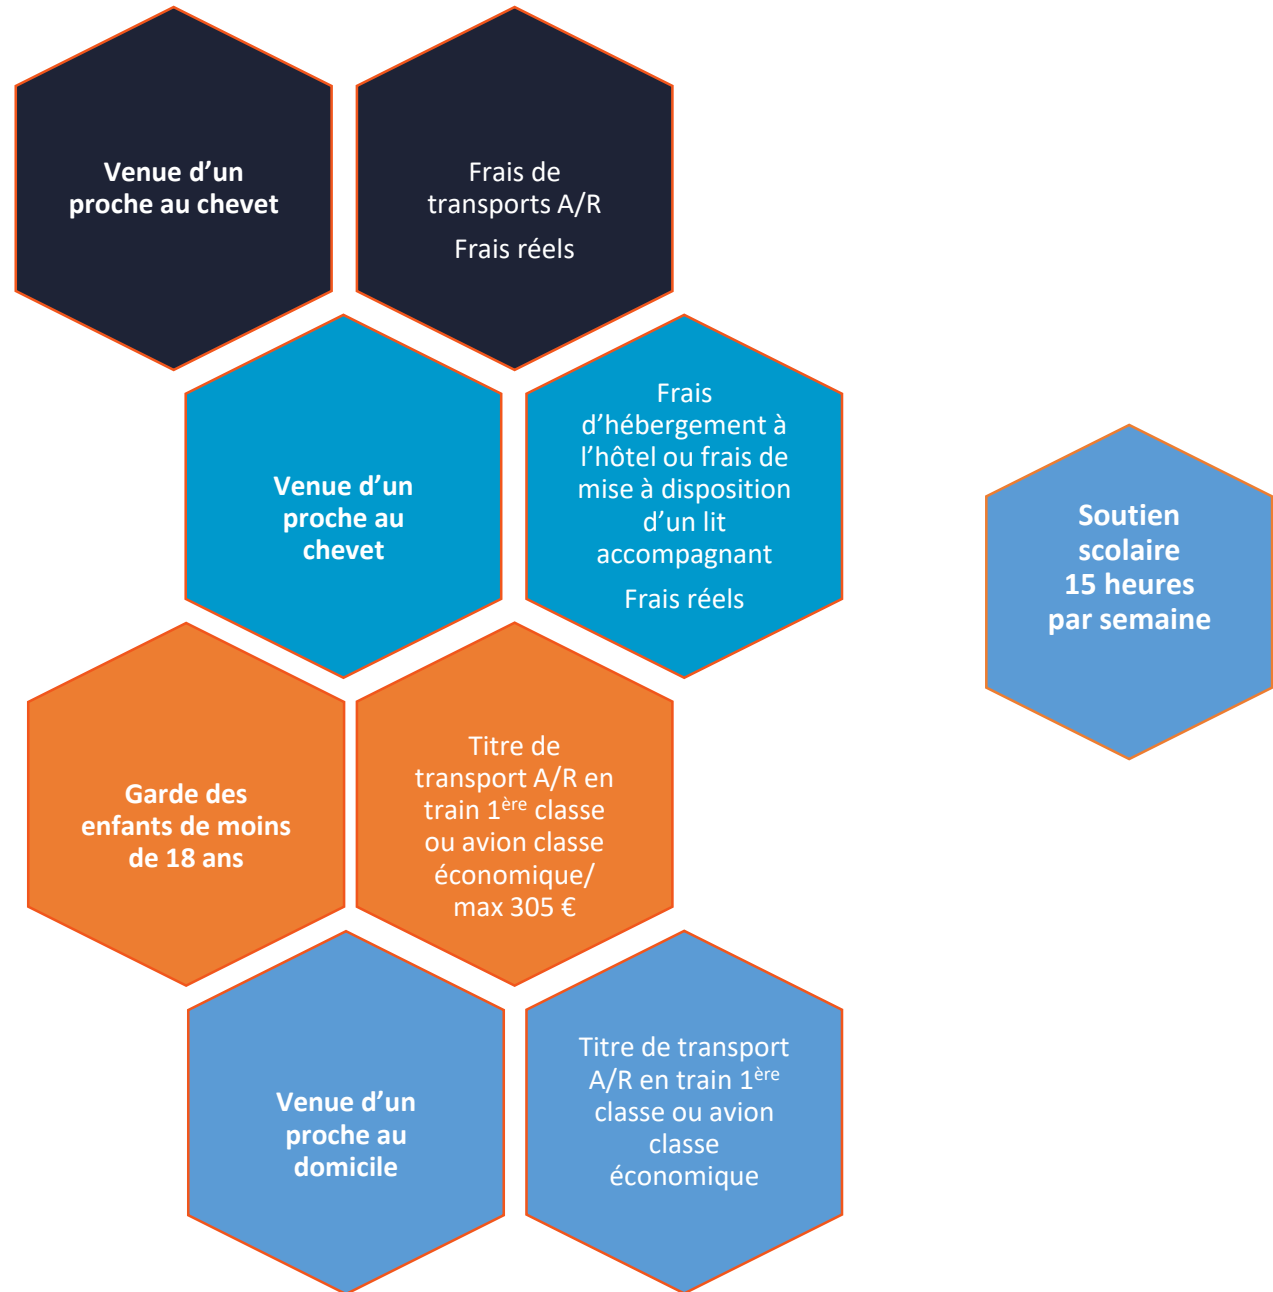 Venue d’un
proche au chevet
Frais de
transports A/R
Frais réels
Venue d’un
proche au
chevet
Frais
d’hébergement à
l’hôtel ou frais de
mise à disposition
d’un lit
accompagnant
Frais réels
Soutien
scolaire
15 heures
par semaine
Garde des
enfants de moins
de 18 ans
Titre de
transport A/R en
train 1ère classe
ou avion classe
économique/
max 305 €
Venue d’un
proche au
domicile
Titre de transport
A/R en train 1ère
classe ou avion
classe
économique